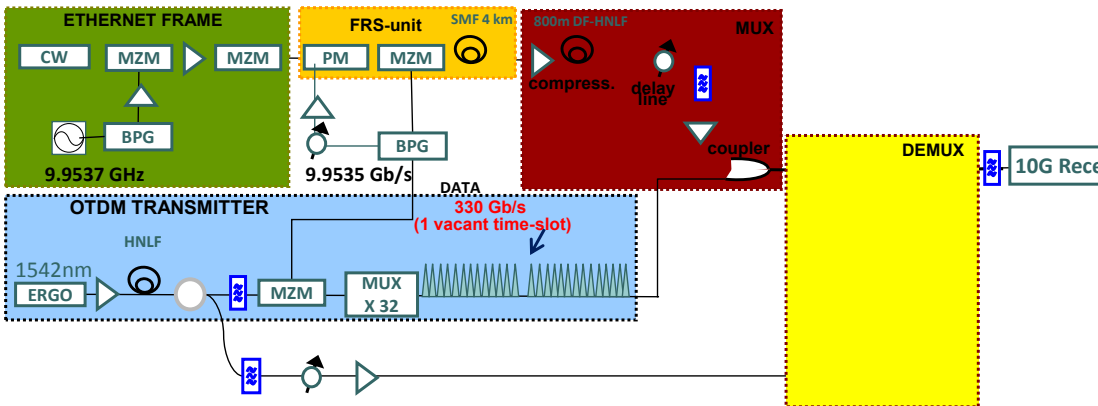 ETHERNET FRAME
CW
MZM
MZM
BPG
9.9537 GHz
FRS-unit
SMF 4 km
PM
MZM
BPG
9.9535 Gb/s
800m DF-HNLF
MUX
compress.
delay
line
coupler
DEMUX
10G Rece
DATA
OTDM TRANSMITTER
330 Gb/s
(1 vacant time-slot)
HNLF
1542nm
ERGO
MZM
MUX
X 32